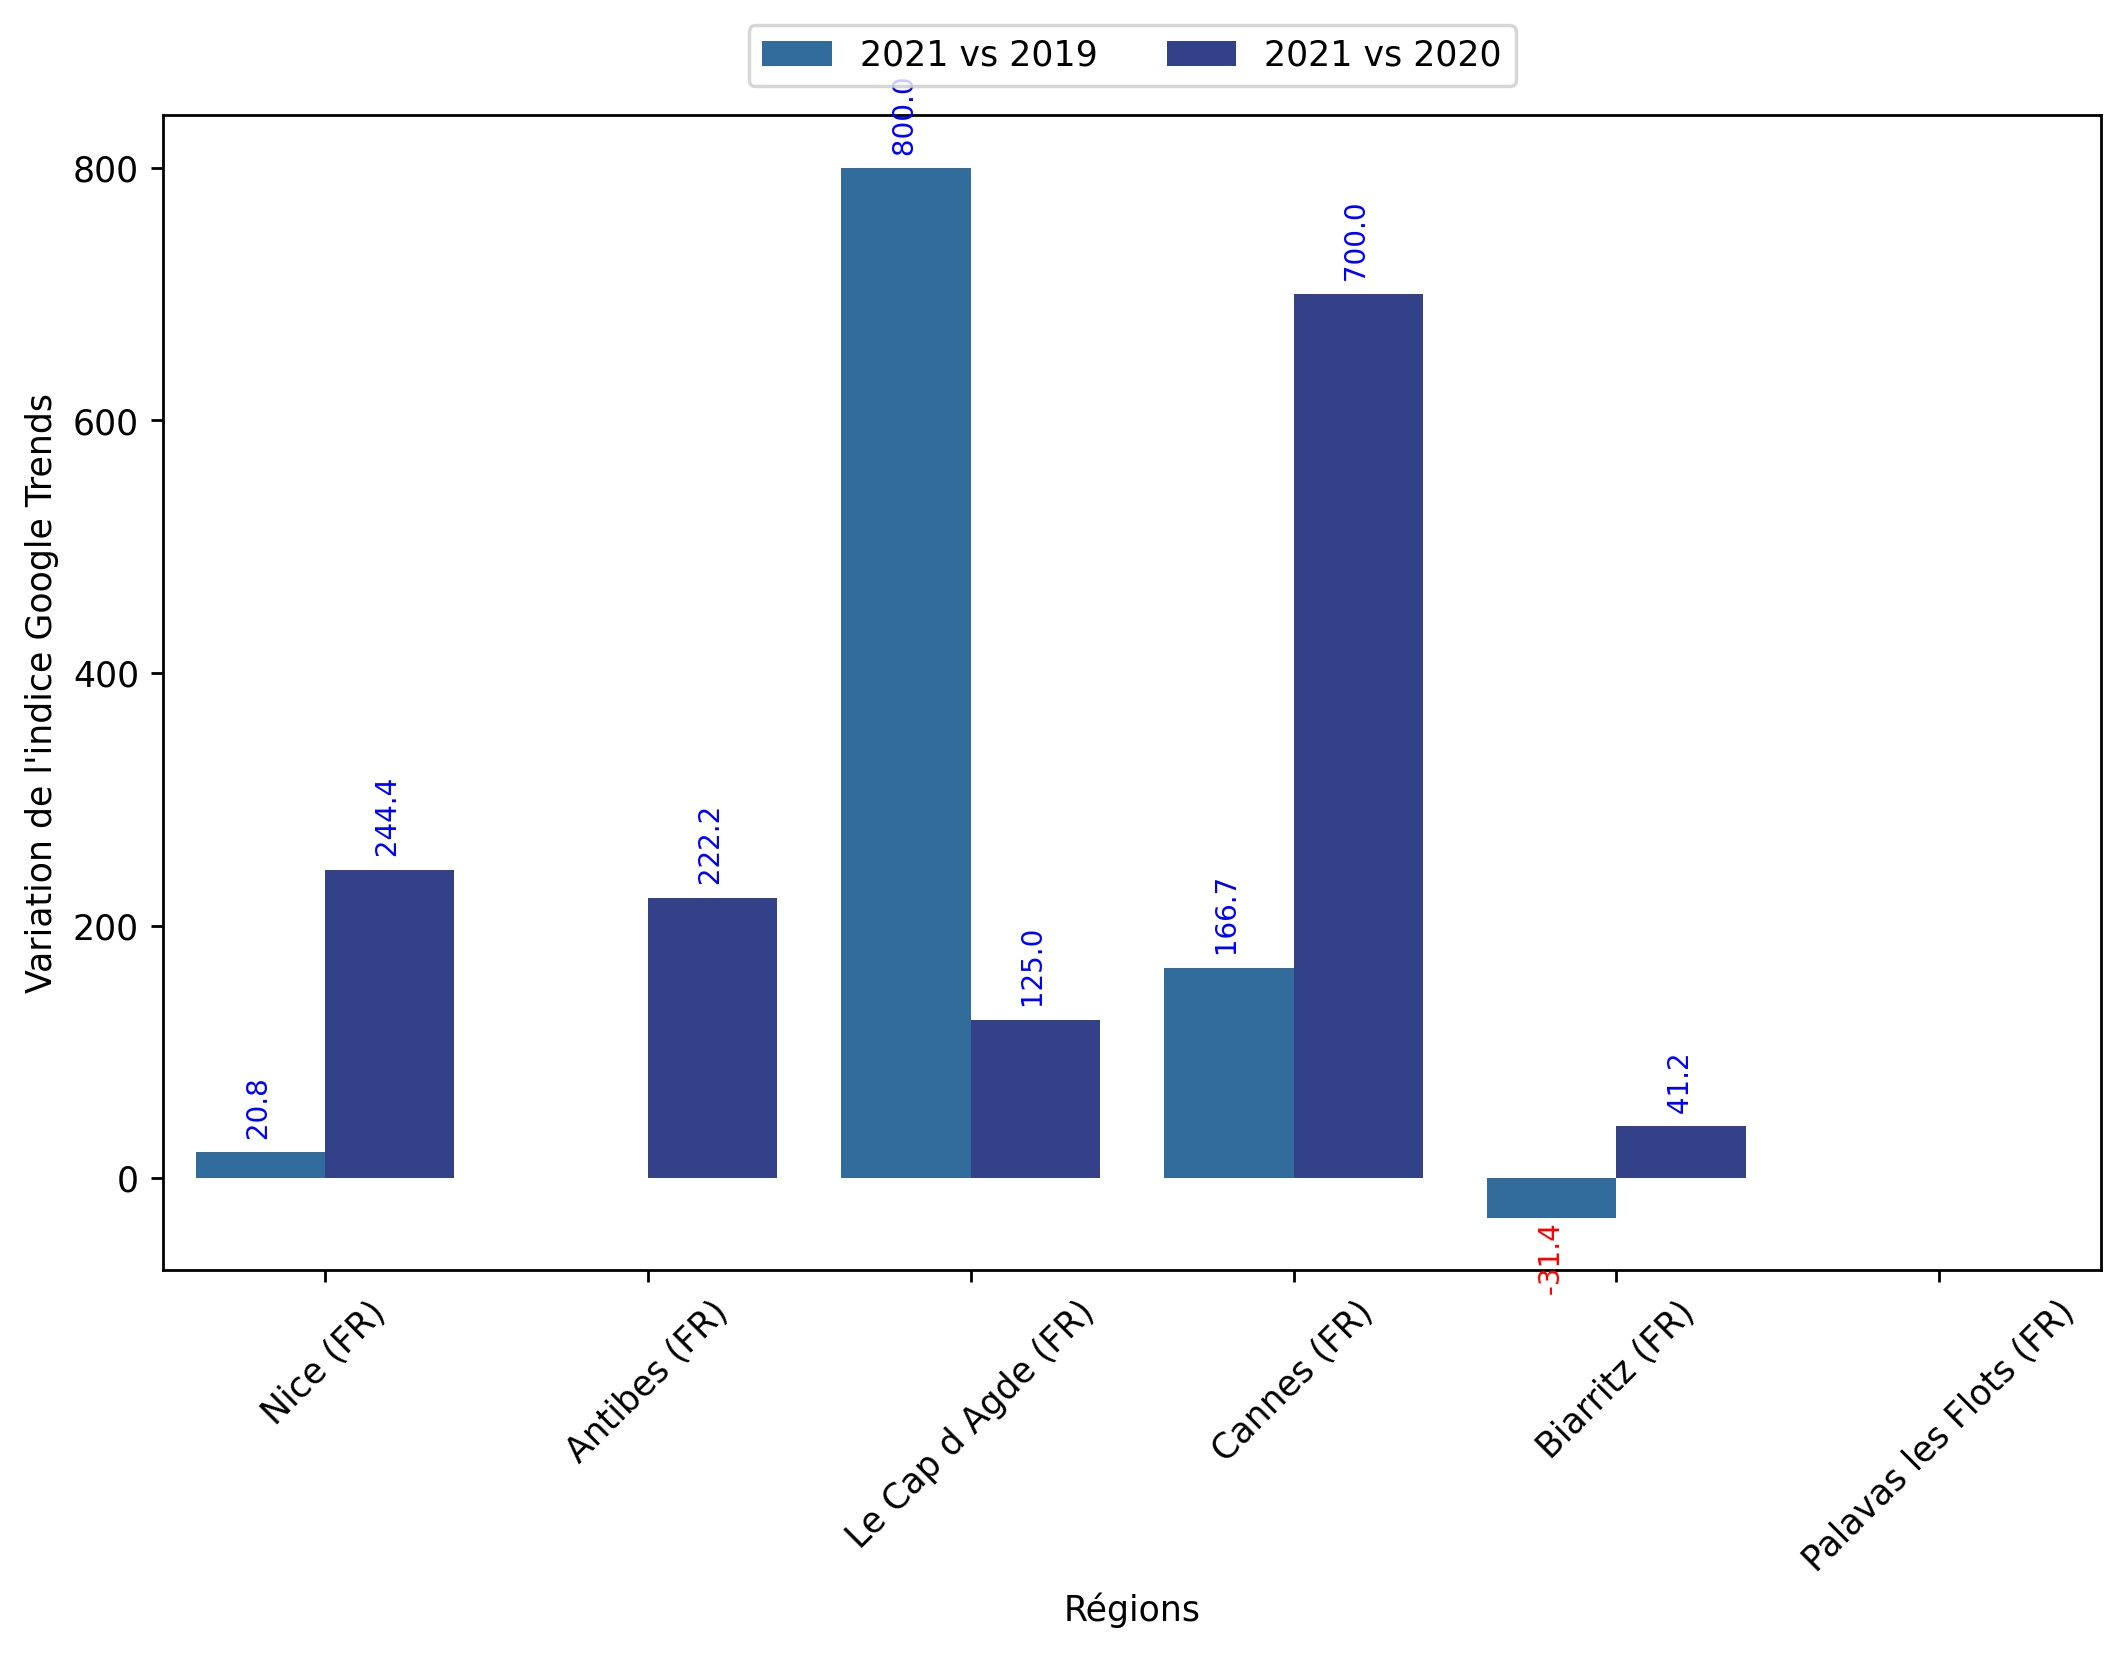 2021 vs 2019
2021 vs 2020
Variation de l'indice Google Trends
800
600
400
200
0
20.8
244.4
222.2
800.0
125.0
166.7
700.0
-31.4
41.2
Nice (FR)
Antibes (FR)
Le Cap d Agde (FR)
Cannes (FR)
Biarritz (FR)
Palavas les Flots (FR)
Régions